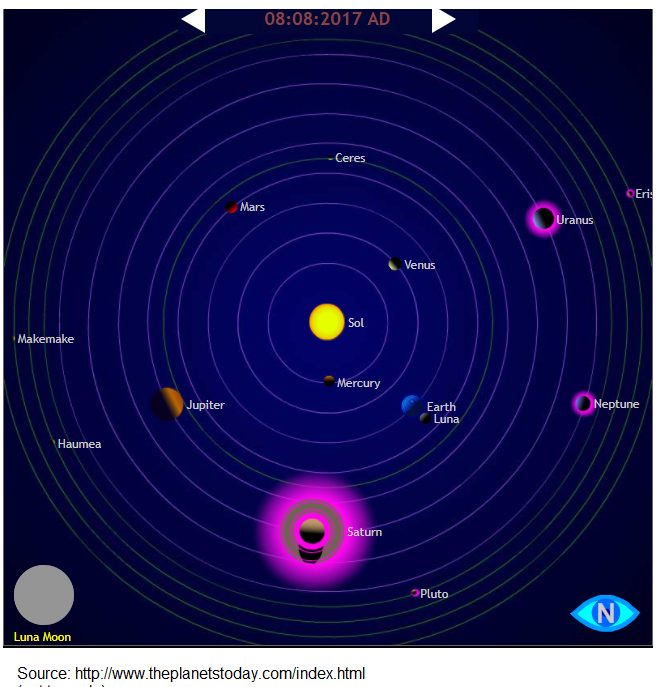 08:08:2017 AD
Ceres
Eris
Mars
Uranus
Venus
Sol
Makemake
Mercury
Jupiter
Earth
Neptune
Luna
Haumea
Saturn
Pluto
N
Luna Moon
Source: http://www.theplanetstoday.com/index.html